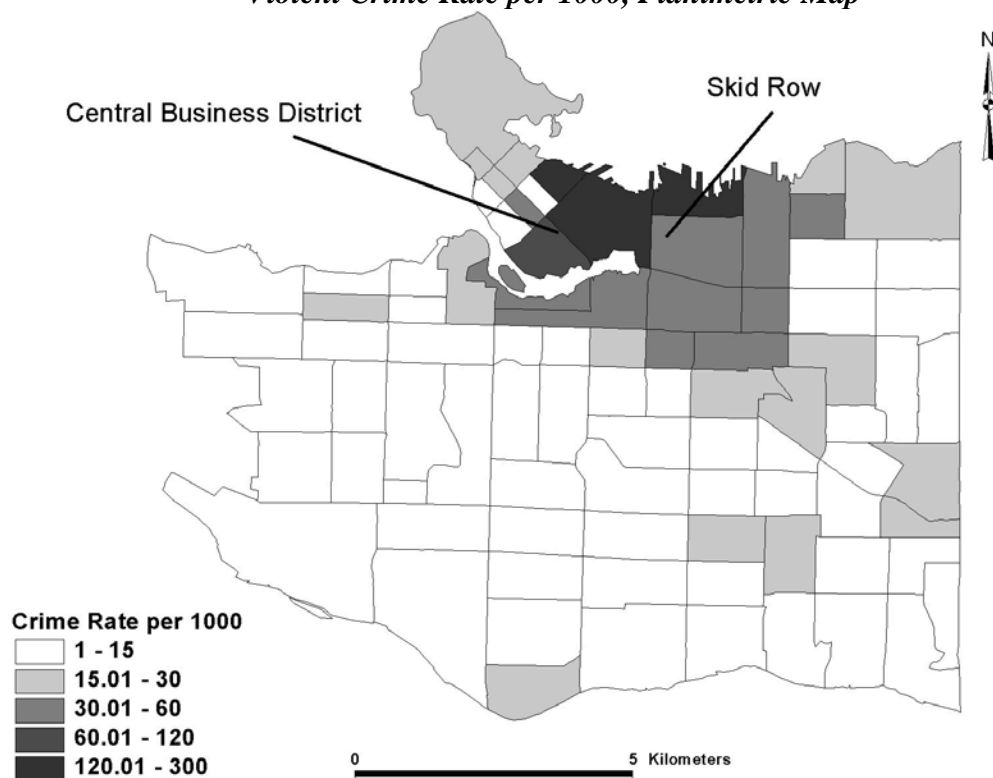 Violent Crime Rate per 1000, Planimetric Map
N
Central Business District
Skid Row
Crime Rate per 1000
1 - 15
15.01 - 30
30.01 - 60
60.01 - 120
120.01 - 300
0 5 Kilometers